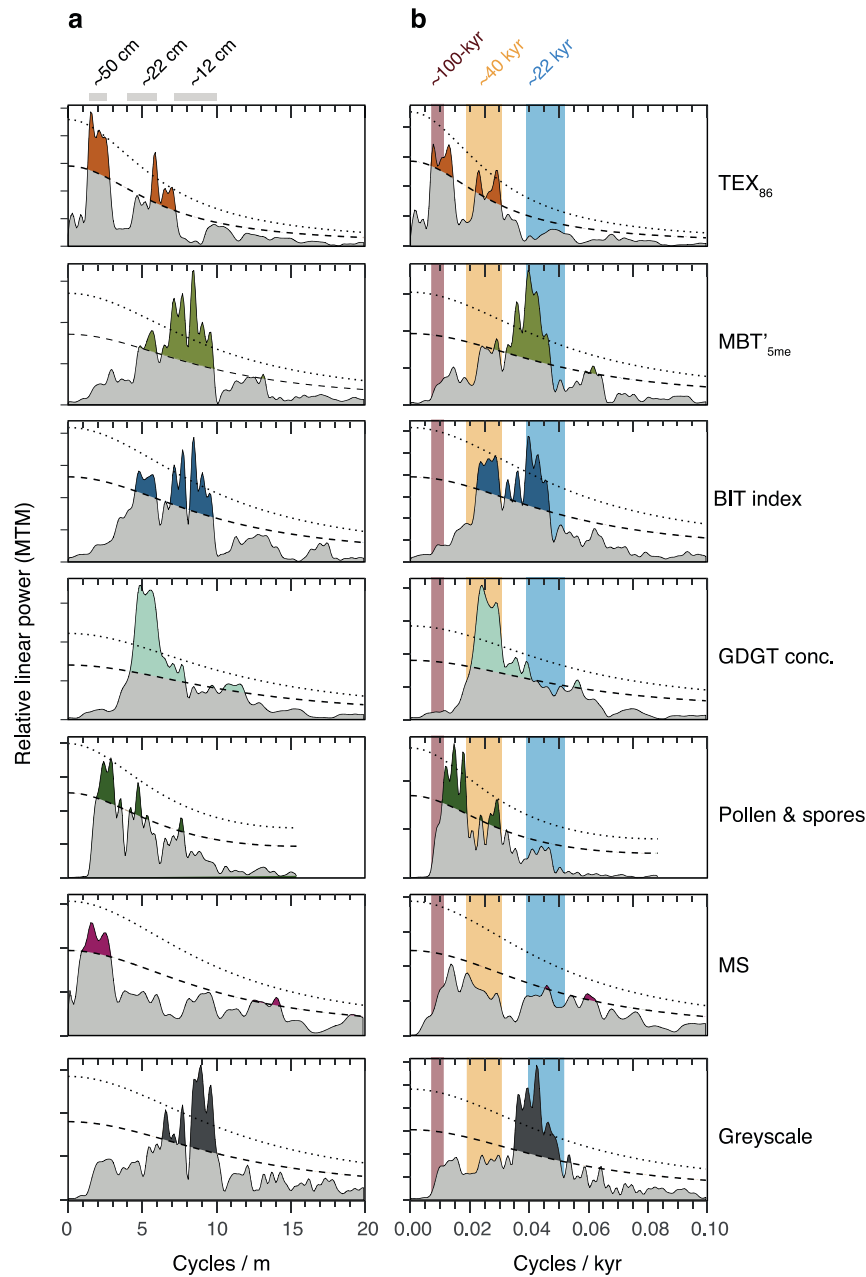 a
b
~50 cm
~22 cm
~12 cm
~100-kyr
~40 kyr
~22 kyr
TEX86
MBT'5me
BIT index
GDGT conc.
Pollen & spores
MS
Greyscale
Relative linear power (MTM)
0 5 10 15 20
0.00 0.02 0.04 0.06 0.08 0.10
Cycles / m
Cycles / kyr